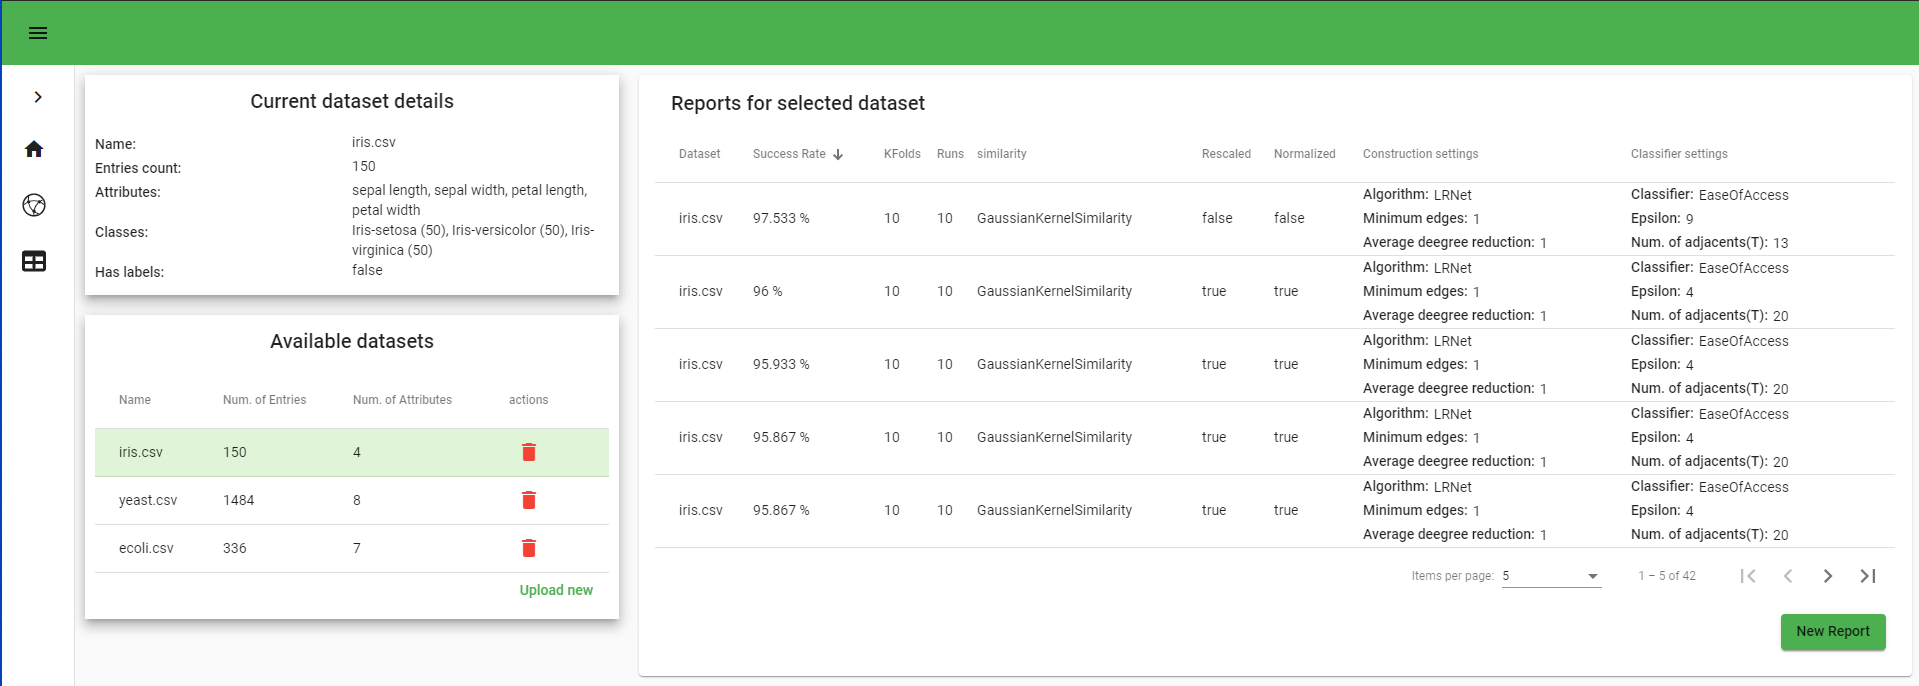 Current dataset details
Name: iris.csv
Entries count: 150
Attributes: sepal length, sepal width, petal length,
petal width
Classes: Iris-setosa (50), Iris-versicolor (50), Iris-
virginica (50)
Has labels: false
Available datasets
Name Num. of Entries Num. of Attributes actions
iris.csv 150 4
yeast.csv 1484 8
ecoli.csv 336 7
Upload new
Reports for selected dataset
Dataset Success Rate KFolds Runs similarity Rescaled Normalized Construction settings Classifier settings
Algorithm: LRNet Classifier: EaseOfAccess
iris.csv 97.533 % 10 10 GaussianKernelSimilarity false false Minimum edges: 1 Epsilon: 9
Average deegree reduction: 1 Num. of adjacents(T): 13
Algorithm: LRNet Classifier: EaseOfAccess
iris.csv 96 % 10 10 GaussianKernelSimilarity true true Minimum edges: 1 Epsilon: 4
Average deegree reduction: 1 Num. of adjacents(T): 20
Algorithm: LRNet Classifier: EaseOfAccess
iris.csv 95.933 % 10 10 GaussianKernelSimilarity true true Minimum edges: 1 Epsilon: 4
Average deegree reduction: 1 Num. of adjacents(T): 20
Algorithm: LRNet Classifier: EaseOfAccess
iris.csv 95.867 % 10 10 GaussianKernelSimilarity true true Minimum edges: 1 Epsilon: 4
Average deegree reduction: 1 Num. of adjacents(T): 20
Algorithm: LRNet Classifier: EaseOfAccess
iris.csv 95.867 % 10 10 GaussianKernelSimilarity true true Minimum edges: 1 Epsilon: 4
Average deegree reduction: 1 Num. of adjacents(T): 20
Items per page: 5 1 – 5 of 42
New Report